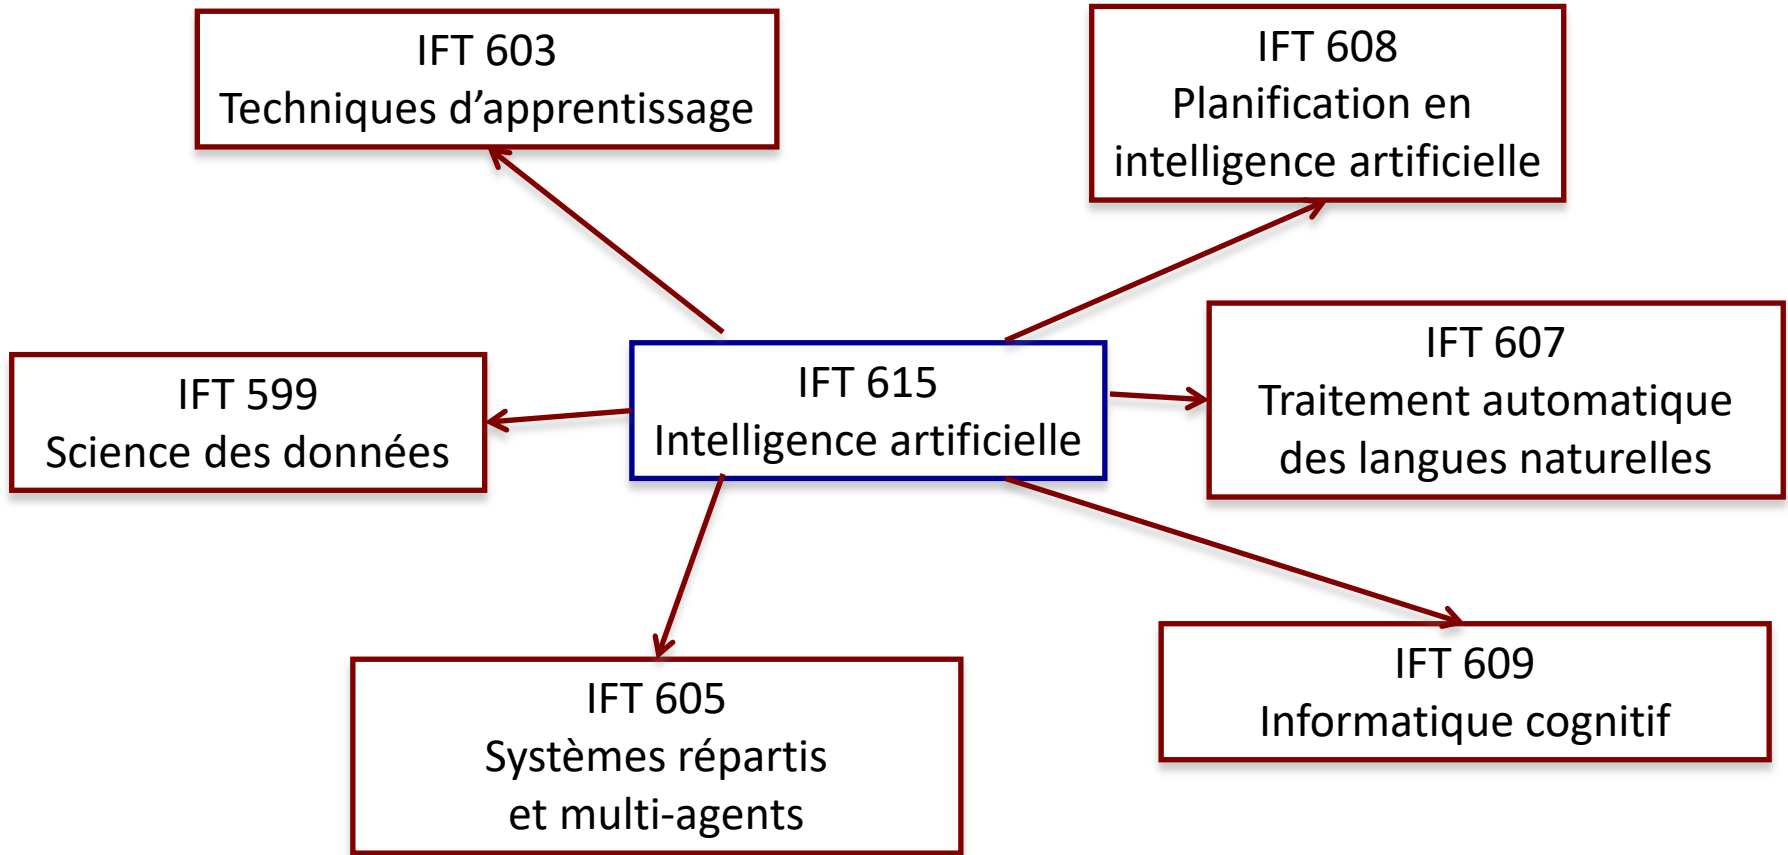 IFT 603
Techniques d’apprentissage
IFT 608
Planification en
intelligence artificielle
IFT 599
Science des données
IFT 615
Intelligence artificielle
IFT 607
Traitement automatique
des langues naturelles
IFT 605
Systèmes répartis
et multi-agents
IFT 609
Informatique cognitif